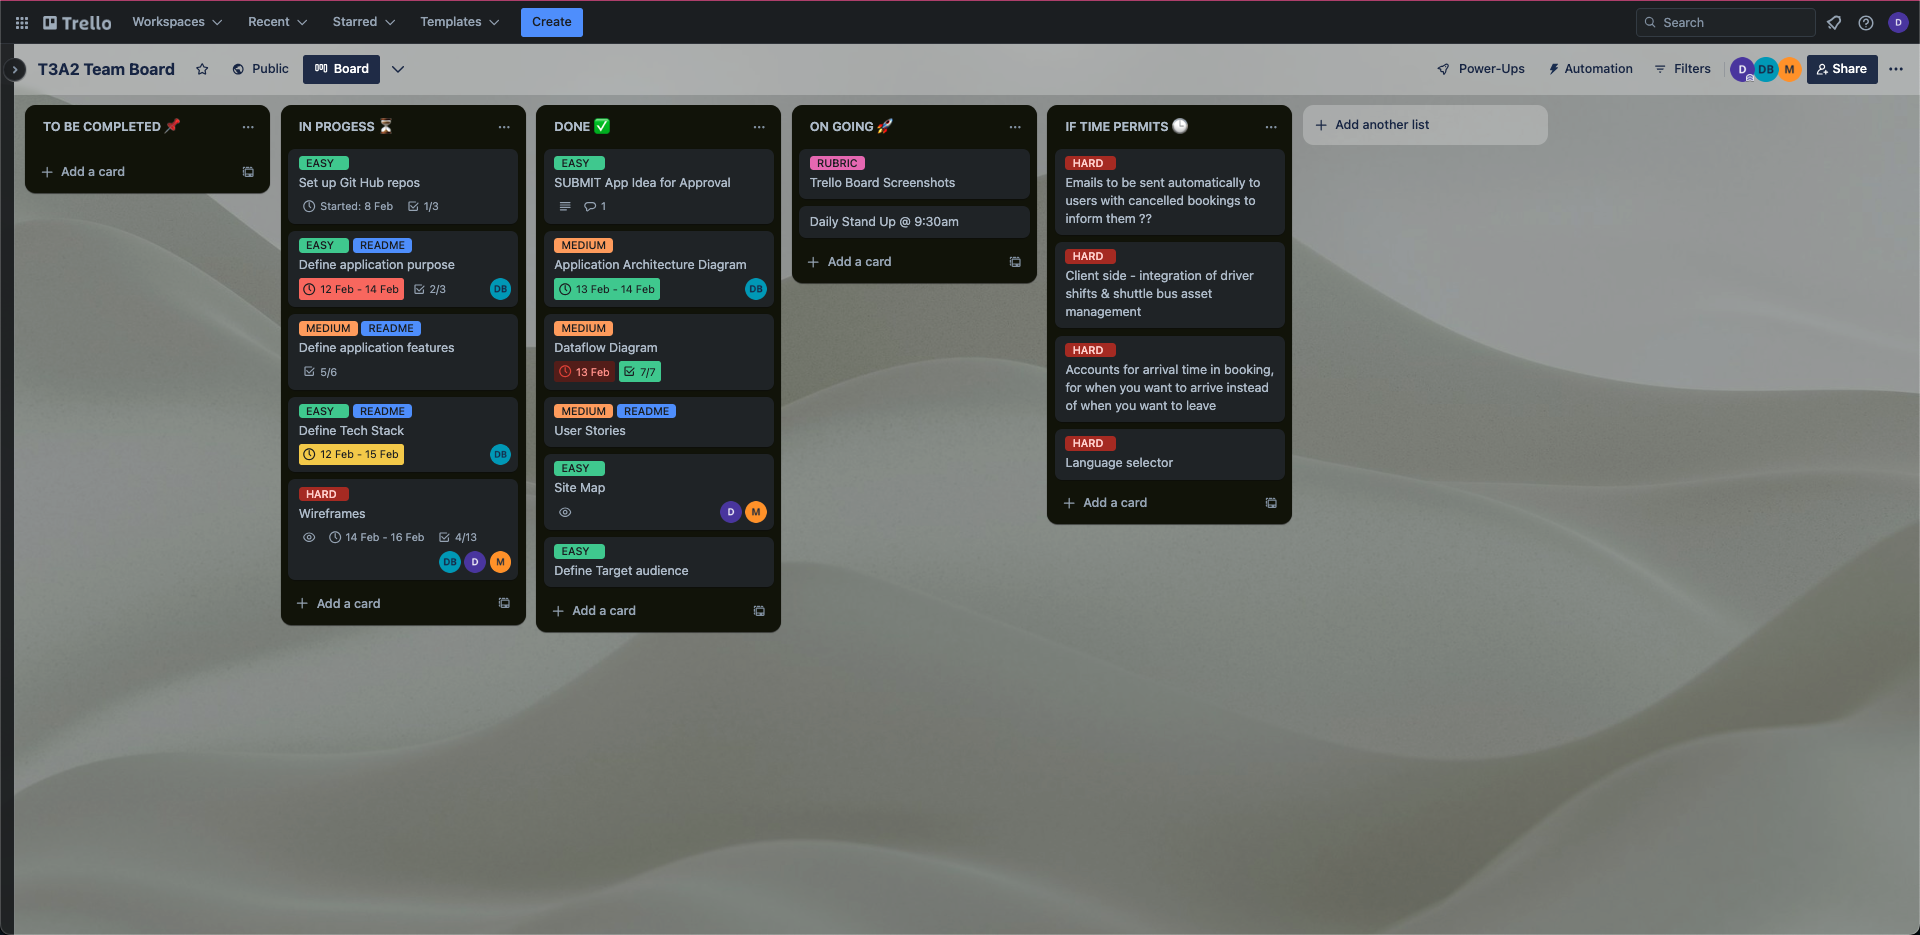 Trello
Workspaces
Recent
Starred
Templates
Create
Search
D
T3A2 Team Board
Public
Board
Power-Ups
Automation
Filters
D
DB
M
Share
TO BE COMPLETED 📌
Add a card
IN PROGESS ⏳
EASY
Set up Git Hub repos
Started: 8 Feb 1/3
EASY README
Define application purpose
12 Feb - 14 Feb 2/3 DB
MEDIUM README
Define application features
5/6
EASY README
Define Tech Stack
12 Feb - 15 Feb DB
HARD
Wireframes
14 Feb - 16 Feb 4/13
DB D M
Add a card
DONE ✅
EASY
SUBMIT App Idea for Approval
1
MEDIUM
Application Architecture Diagram
13 Feb - 14 Feb DB
MEDIUM
Dataflow Diagram
13 Feb 7/7
MEDIUM README
User Stories
EASY
Site Map
D M
EASY
Define Target audience
Add a card
ON GOING 🚀
RUBRIC
Trello Board Screenshots
Daily Stand Up @ 9:30am
Add a card
IF TIME PERMITS 🕒
HARD
Emails to be sent automatically to
users with cancelled bookings to
inform them ??
HARD
Client side - integration of driver
shifts & shuttle bus asset
management
HARD
Accounts for arrival time in booking,
for when you want to arrive instead
of when you want to leave
HARD
Language selector
Add a card
Add another list